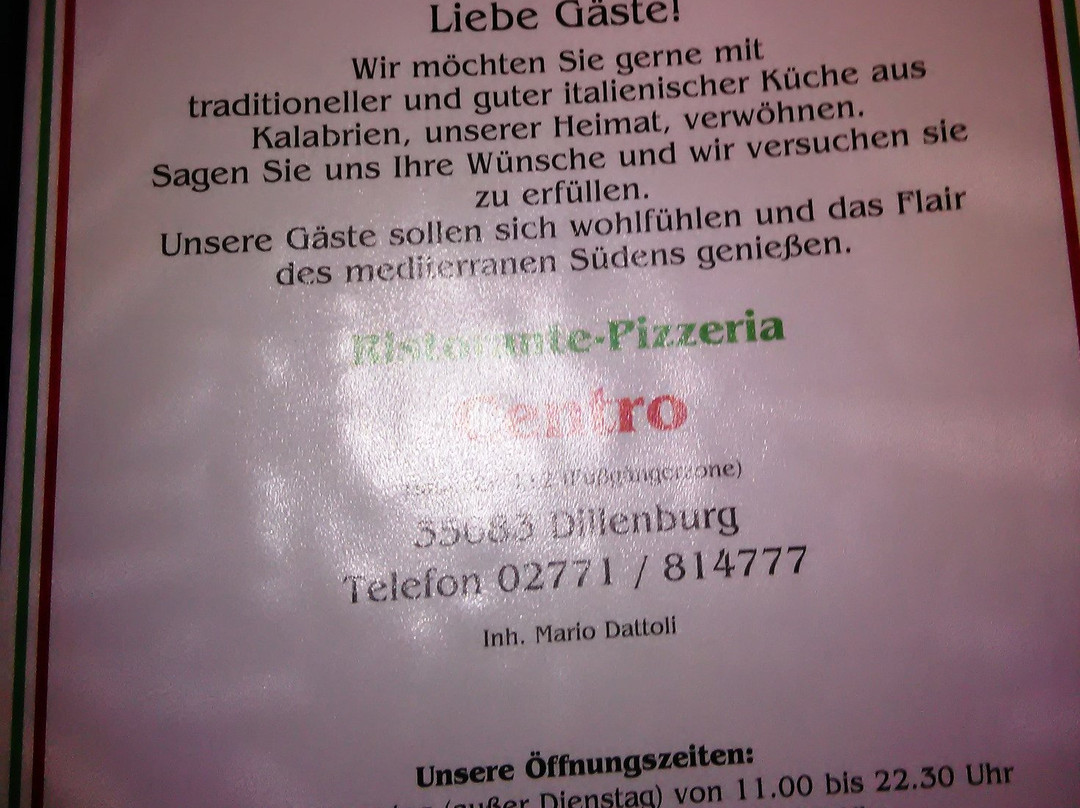 Liebe Gäste!
Wir möchten Sie gerne mit
traditioneller und guter italienischer Küche aus
Kalabrien, unserer Heimat, verwöhnen.
Sagen Sie uns Ihre Wünsche und wir versuchen sie
zu erfüllen.
Unsere Gäste sollen sich wohlfühlen und das Flair
des mediterranen Südens genießen.
Ristorante-Pizzeria
Centro
(Fußgängerzone)
35683 Dillenburg
Telefon 02771 / 814777
Inh. Mario Dattoli
Unsere Öffnungszeiten:
(außer Dienstag) von 11.00 bis 22.30 Uhr